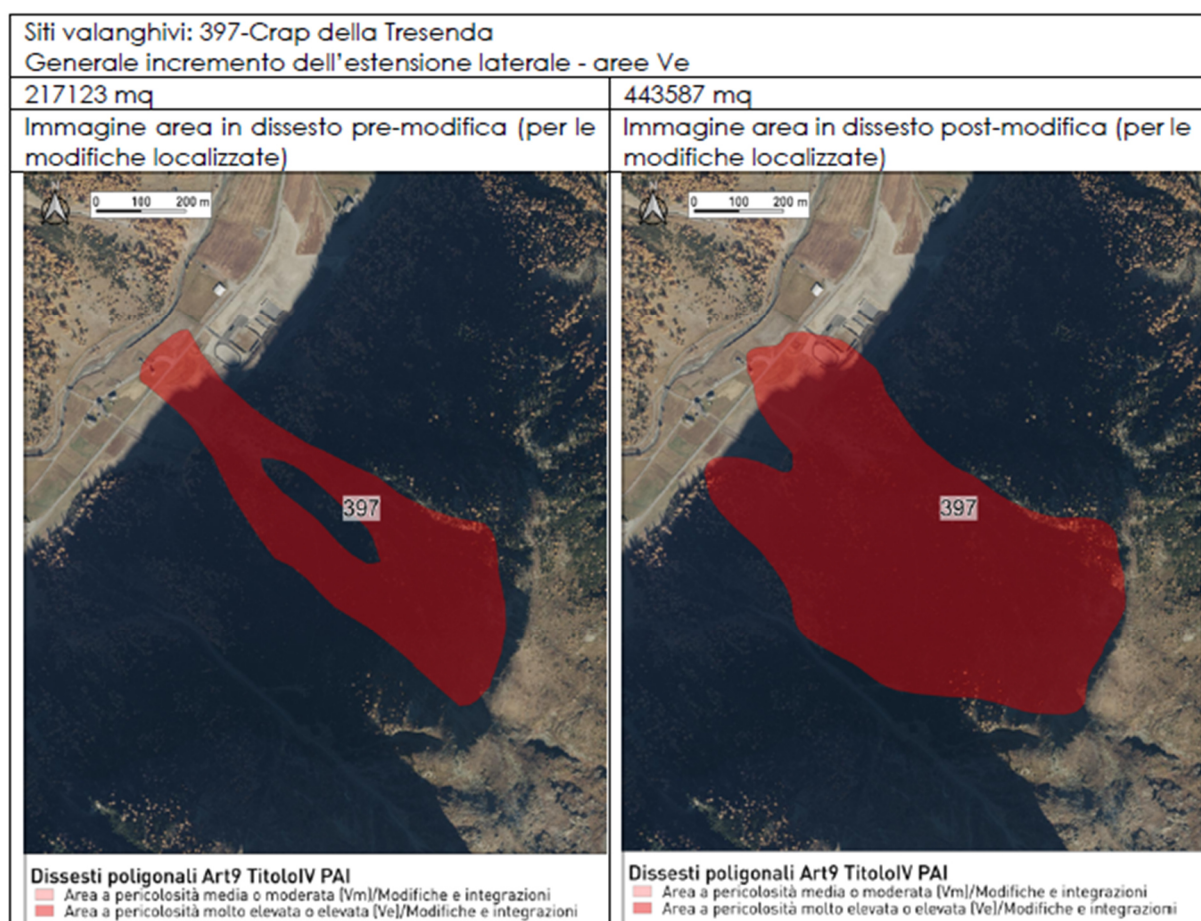 Siti valanghivi: 397-Crap della Tresenda
Generale incremento dell'estensione laterale - aree Ve
217123 mq
443587 mq
Immagine area in dissesto pre-modifica (per le
modifiche localizzate)
Immagine area in dissesto post-modifica (per le
modifiche localizzate)
N
0 100 200 m
397
Dissesti poligonali Art9 TitoloIV PAI
Area a pericolosità media o moderata (Vm)/Modifiche e integrazioni
Area a pericolosità molto elevata o elevata (Ve)/Modifiche e integrazioni
N
0 100 200 m
397
Dissesti poligonali Art9 TitoloIV PAI
Area a pericolosità media o moderata (Vm)/Modifiche e integrazioni
Area a pericolosità molto elevata o elevata (Ve)/Modifiche e integrazioni